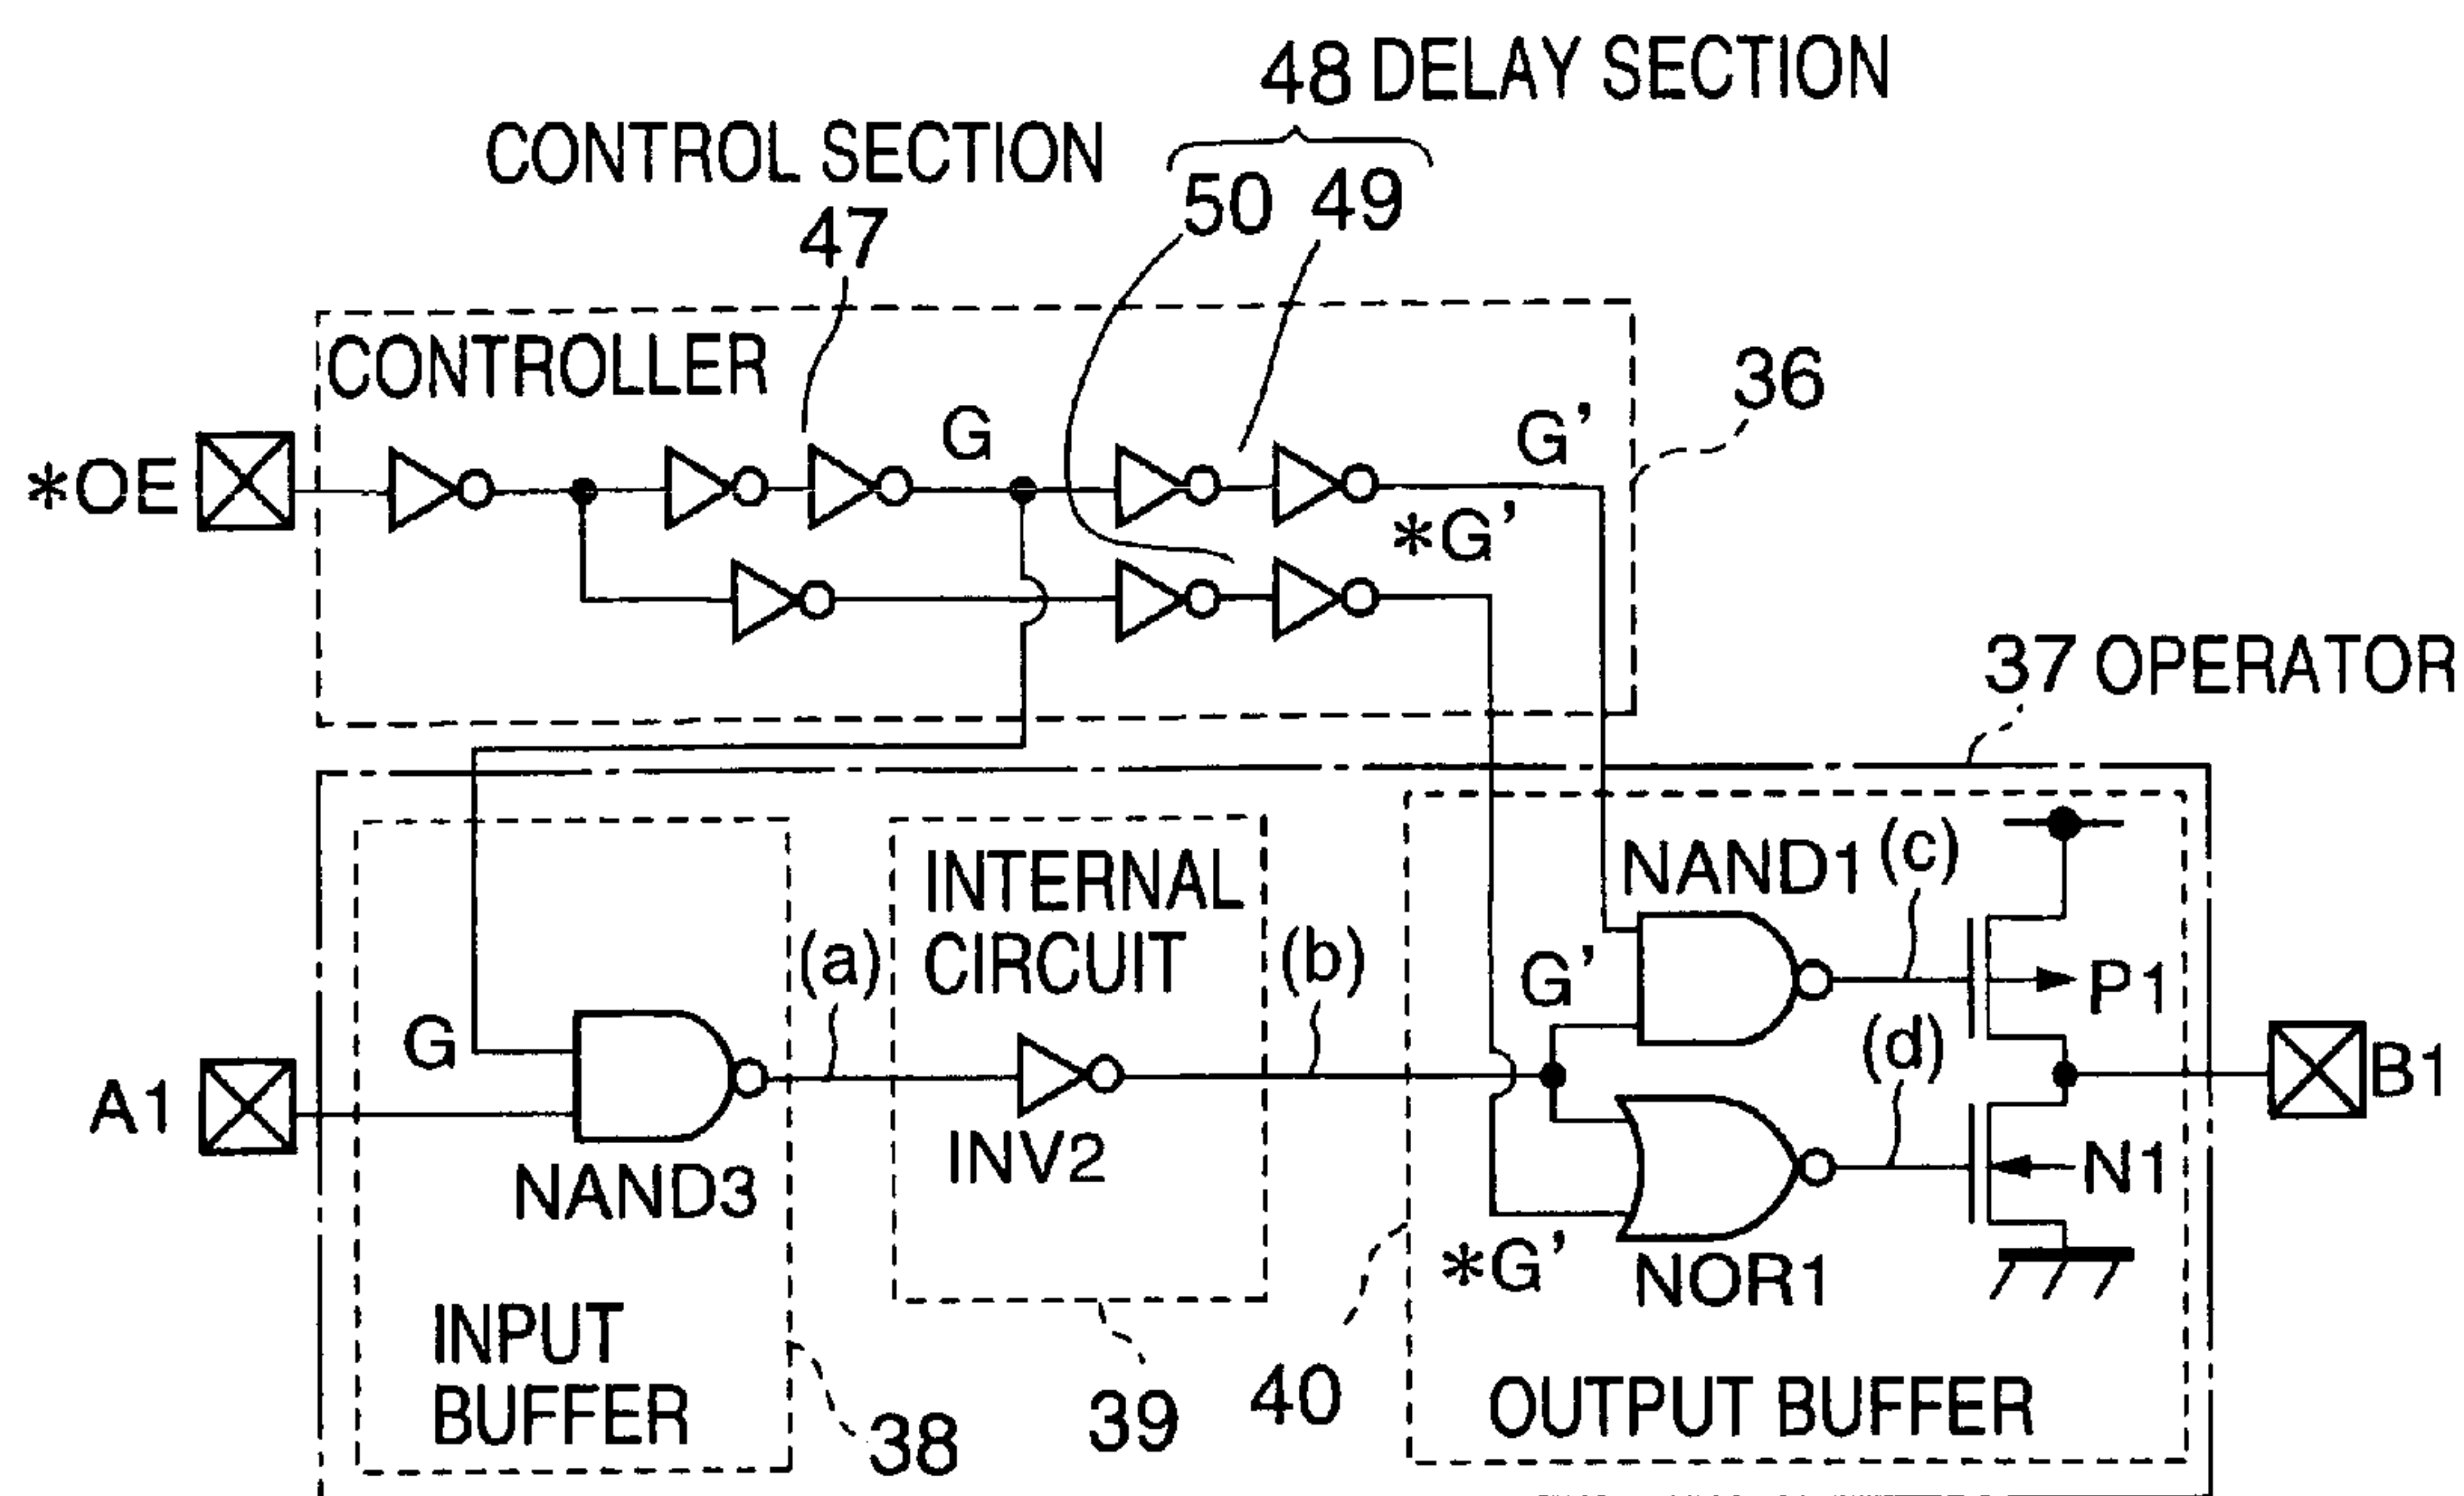 48 DELAY SECTION
CONTROL SECTION
50 49
47
CONTROLLER
36
G
G'
*OE
*G'
37 OPERATOR
NAND1 (c)
INTERNAL
CIRCUIT
(a)
(b)
G'
P1
G
(d)
B1
A1
INV2
N1
NAND3
*G'
NOR1
INPUT
BUFFER
38
39
40
OUTPUT BUFFER